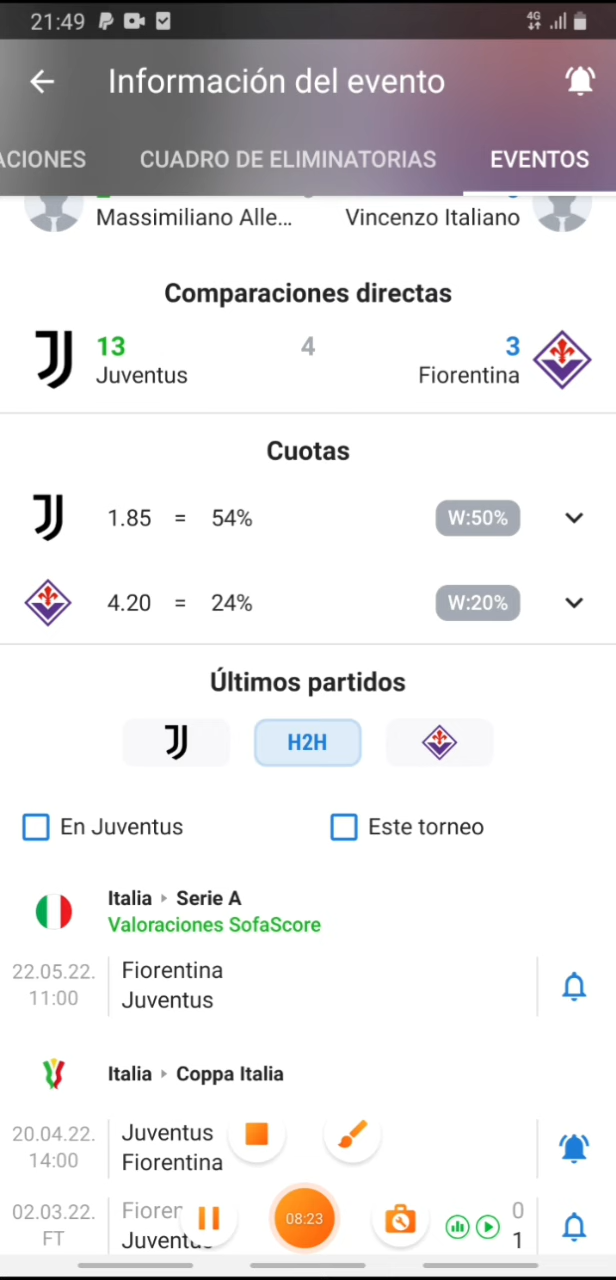 21:49 4G
Información del evento
ACIONES CUADRO DE ELIMINATORIAS EVENTOS
Massimiliano Alle... Vincenzo Italiano
Comparaciones directas
13 4 3
Juventus Fiorentina
Cuotas
1.85 = 54% W:50%
4.20 = 24% W:20%
Últimos partidos
H2H
En Juventus Este torneo
Italia Serie A
Valoraciones SofaScore
22.05.22. Fiorentina
11:00 Juventus
Italia Coppa Italia
20.04.22. Juventus
14:00 Fiorentina
02.03.22. Fioren 0
FT Juventus 1
08:23